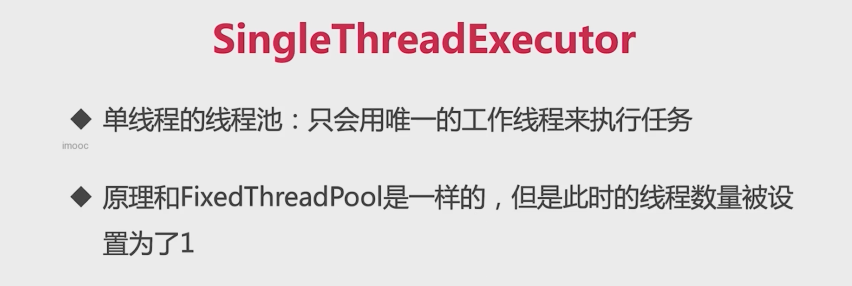 SingleThreadExecutor
◆ 单线程的线程池：只会用唯一的工作线程来执行任务
imooc
◆ 原理和FixedThreadPool是一样的，但是此时的线程数量被设
置为了1